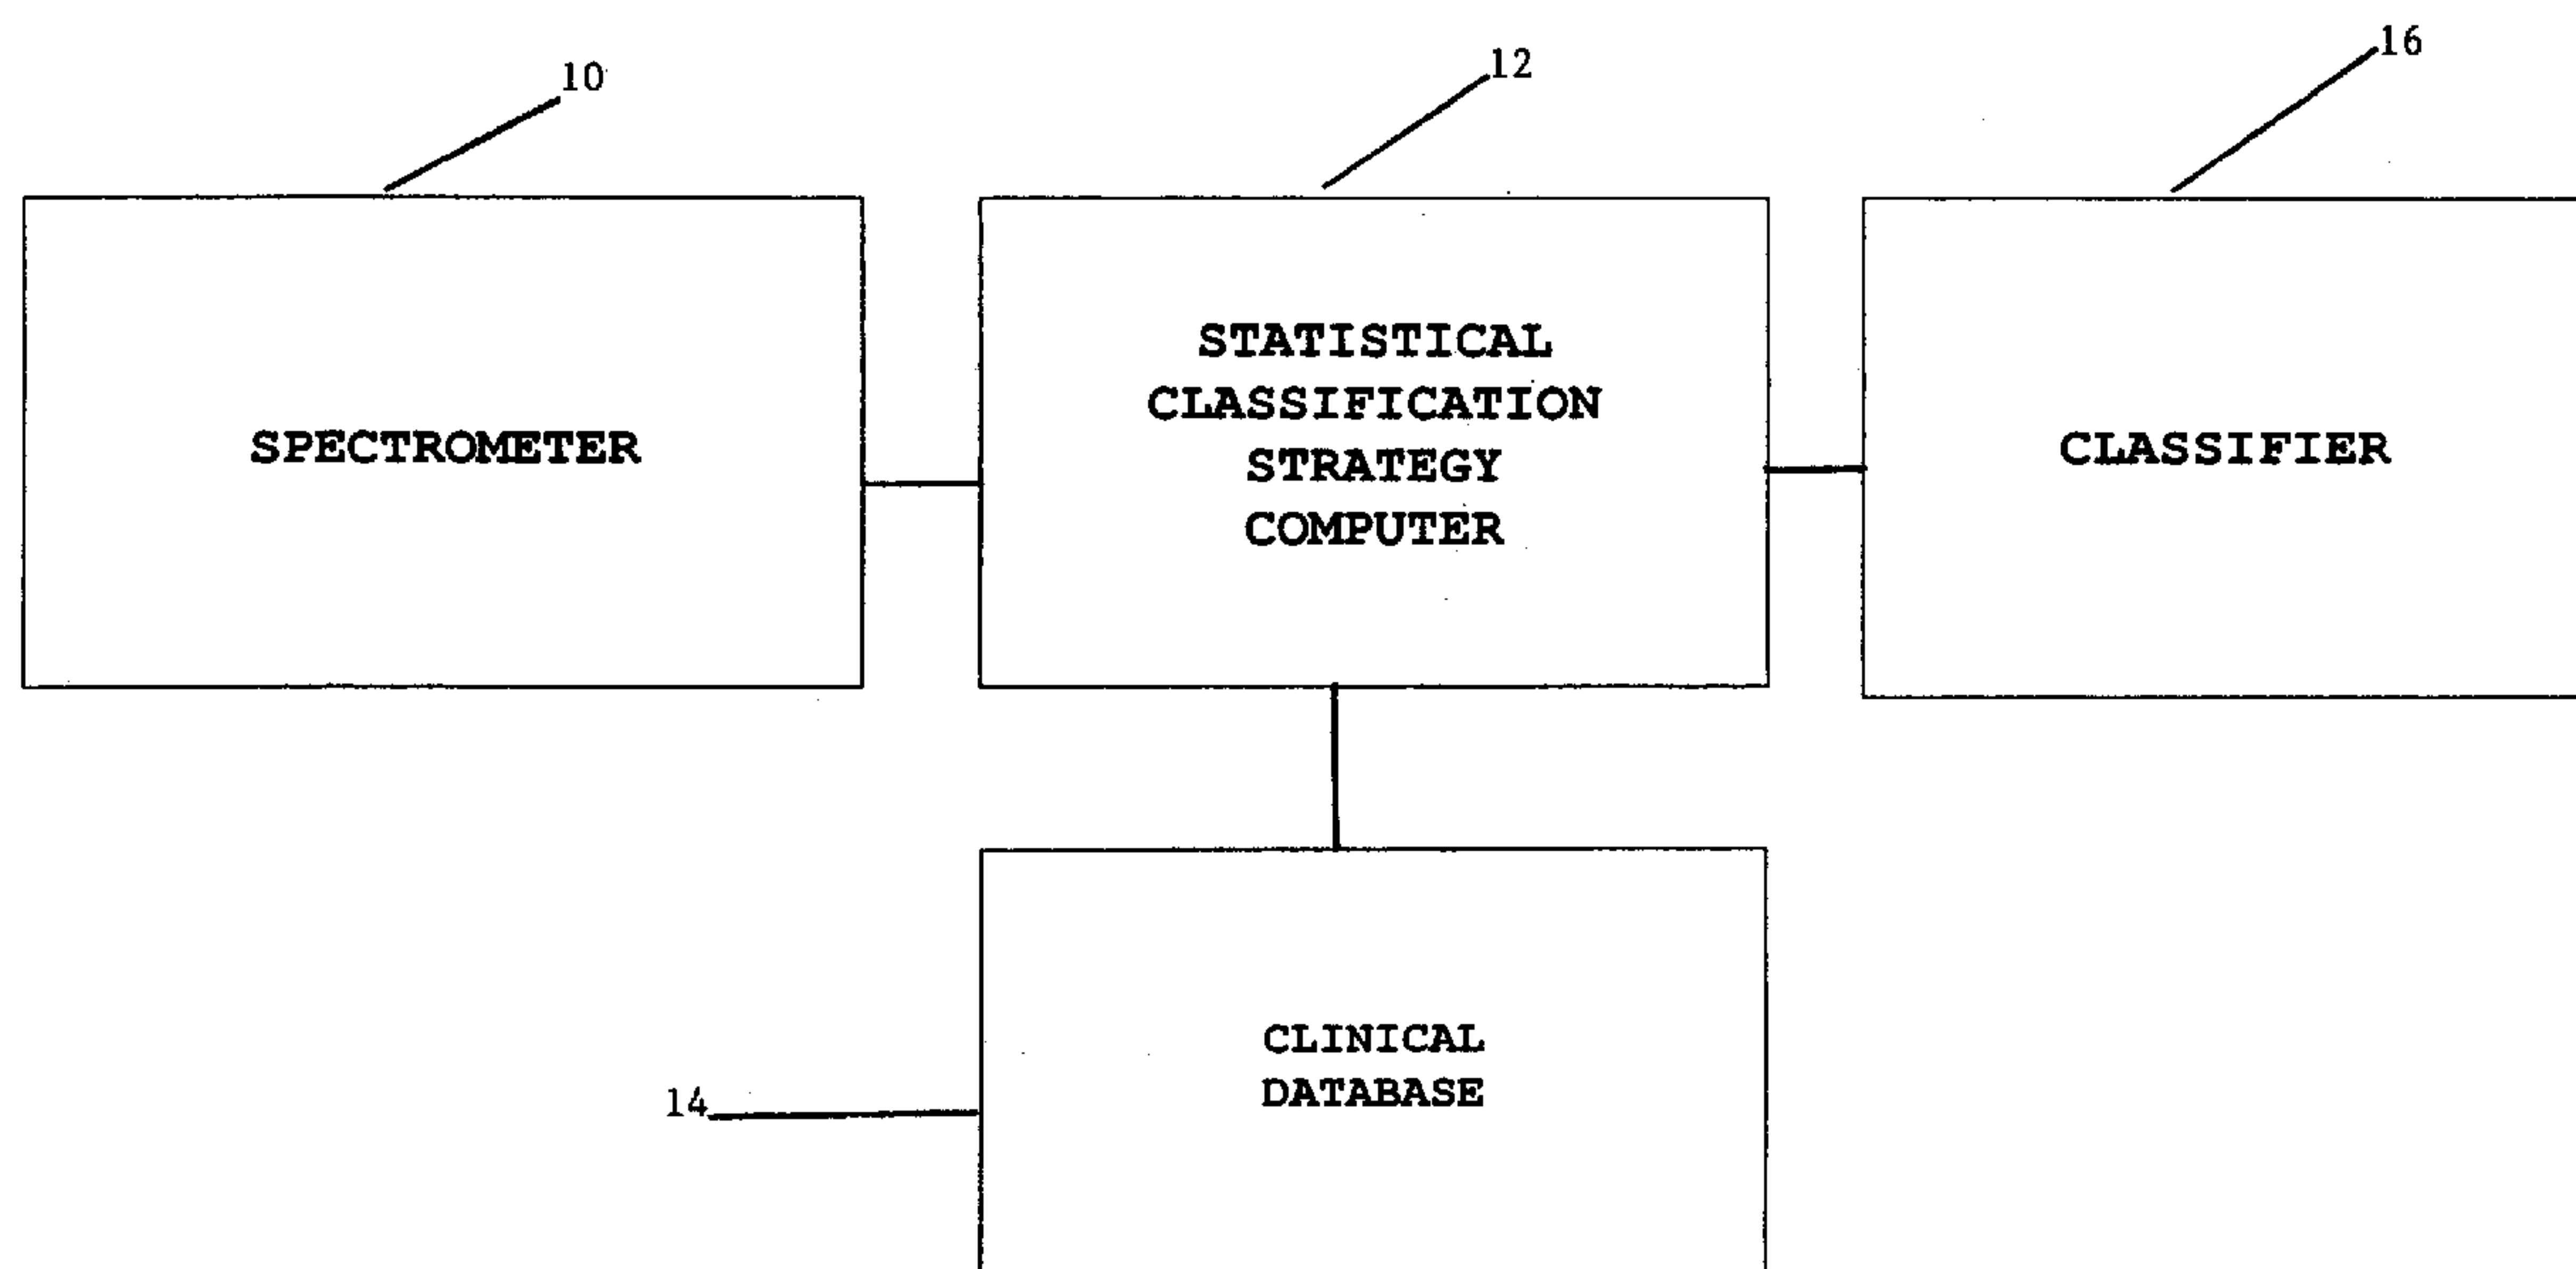 10
12
16
SPECTROMETER
STATISTICAL
CLASSIFICATION
STRATEGY
COMPUTER
CLASSIFIER
14
CLINICAL
DATABASE